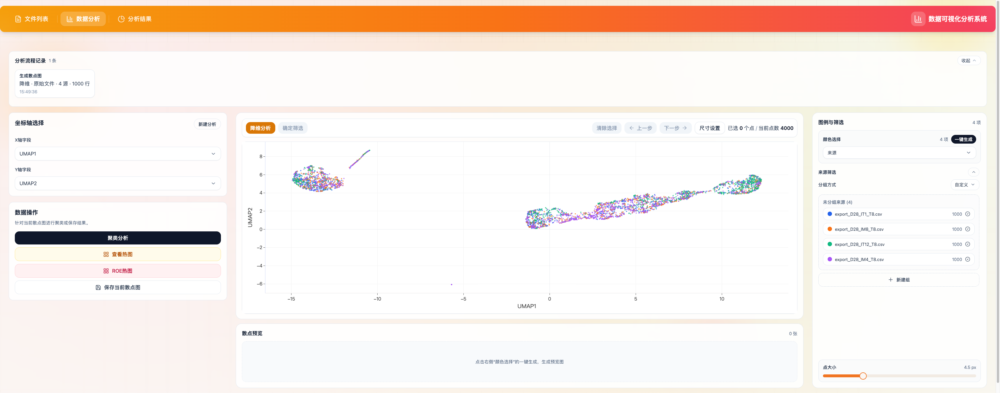 文件列表
数据分析
分析结果
数据可视化分析系统
分析流程记录 1 条
收起
生成散点图
降维 · 原始文件 · 4 源 · 1000 行
15:49:36
坐标轴选择
新建分析
X轴字段
UMAP1
Y轴字段
UMAP2
数据操作
针对当前散点图进行聚类或保存结果。
聚类分析
查看热图
ROE热图
保存当前散点图
降维分析
确定筛选
清除选择
上一步
下一步
尺寸设置
已选 0 个点 / 当前点数 4000
8
6
4
2
0
−2
−4
−6
UMAP2
−15
−10
−5
0
5
10
UMAP1
散点预览
0 张
点击右侧“颜色选择”的一键生成，生成预览图
图例与筛选
4 项
颜色选择
4 项
一键生成
来源
来源筛选
分组方式
自定义
未分组来源 (4)
export_D28_IT1_T8.csv 1000
export_D28_IM8_T8.csv 1000
export_D28_IT12_T8.csv 1000
export_D28_IM4_T8.csv 1000
新建组
点大小
4.5 px